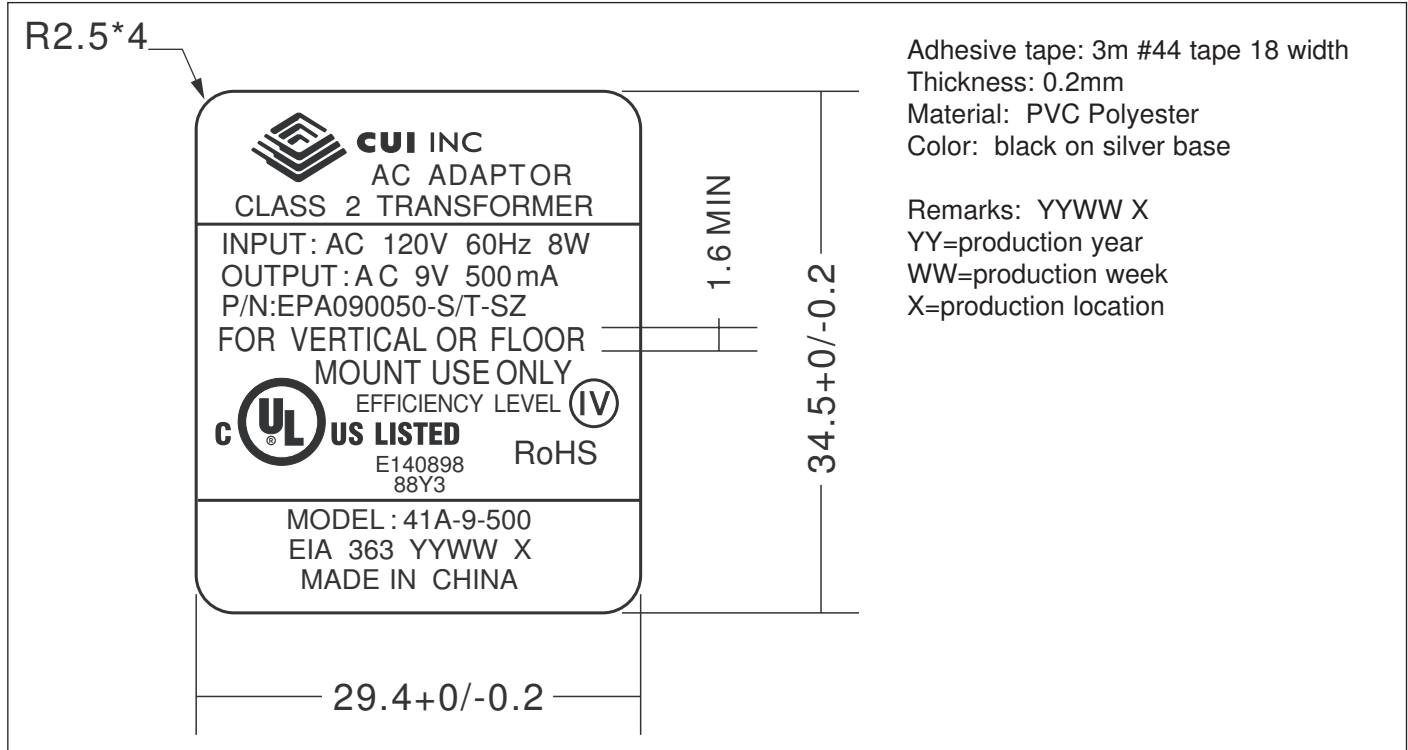 R2.5*4
CUI INC
AC ADAPTOR
CLASS 2 TRANSFORMER
INPUT: AC 120V 60Hz 8W
OUTPUT: AC 9V 500mA
P/N:EPA090050-S/T-SZ
FOR VERTICAL OR FLOOR
MOUNT USE ONLY
EFFICIENCY LEVEL IV
C UL ® US LISTED
RoHS
E140898
88Y3
MODEL: 41A-9-500
EIA 363 YYWW X
MADE IN CHINA
29.4+0/-0.2
1.6 MIN
34.5+0/-0.2
Adhesive tape: 3m #44 tape 18 width
Thickness: 0.2mm
Material: PVC Polyester
Color: black on silver base
Remarks: YYWW X
YY=production year
WW=production week
X=production location